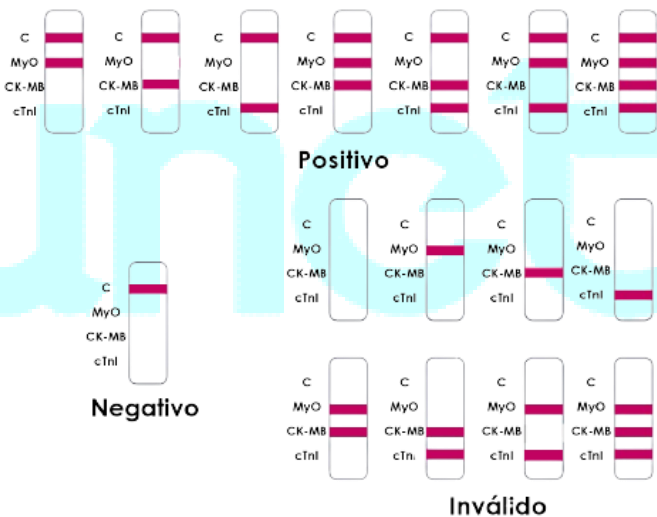 C C C C C C C
MyO MyO MyO MyO MyO MyO MyO
CK-MB CK-MB CK-MB CK-MB CK-MB CK-MB CK-MB
cTnI cTnI cTnI cTnI cTnI cTnI cTnI
Positivo
C C C C
MyO MyO MyO MyO
CK-MB CK-MB CK-MB CK-MB
cTnI cTnI cTnI cTnI
C
MyO
CK-MB
cTnI
Negativo
C C C C
MyO MyO MyO MyO
CK-MB CK-MB CK-MB CK-MB
cTnI cTn: cTnI cTnI
Inválido